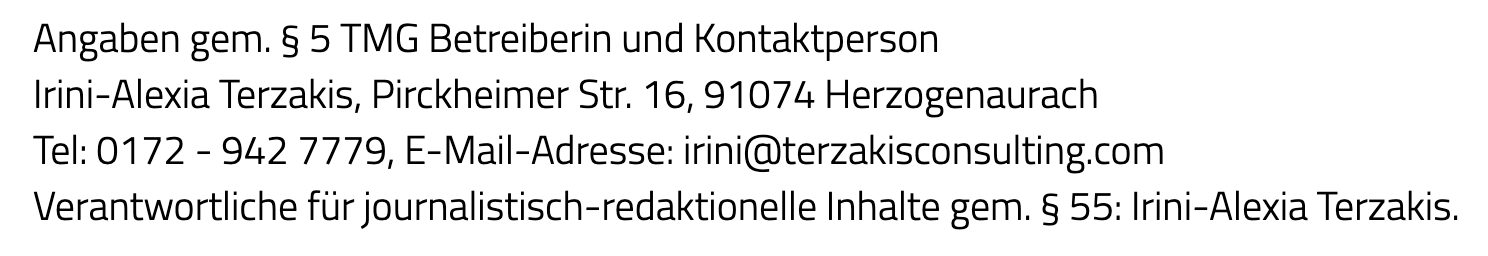 Angaben gem. § 5 TMG Betreiberin und Kontaktperson
Irini-Alexia Terzakis, Pirckheimer Str. 16, 91074 Herzogenaurach
Tel: 0172 - 942 7779, E-Mail-Adresse: irini@terzakisconsulting.com
Verantwortliche für journalistisch-redaktionelle Inhalte gem. § 55: Irini-Alexia Terzakis.